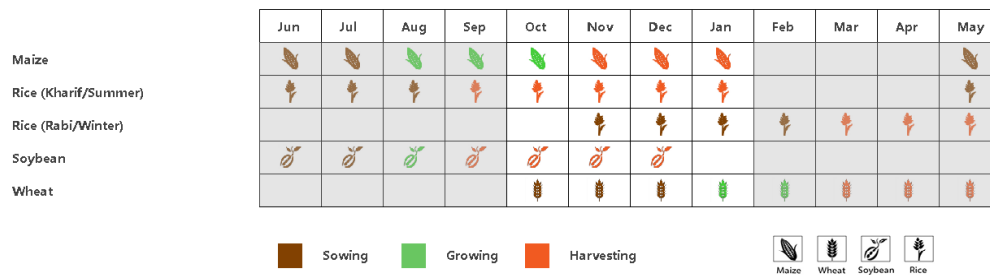 Jun Jul Aug Sep Oct Nov Dec Jan Feb Mar Apr May
Maize
Rice (Kharif/Summer)
Rice (Rabi/Winter)
Soybean
Wheat
Sowing Growing Harvesting
Maize Wheat Soybean Rice